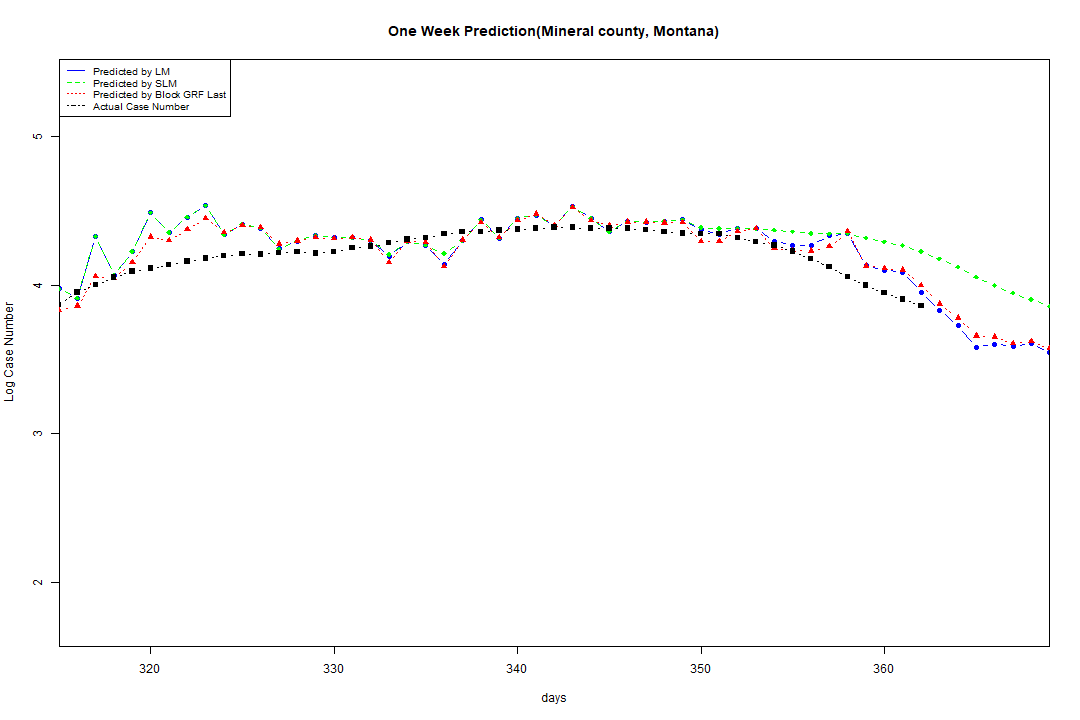 One Week Prediction(Mineral county, Montana)
Predicted by LM
Predicted by SLM
Predicted by Block GRF Last
Actual Case Number
5
4
3
2
Log Case Number
320 330 340 350 360
days